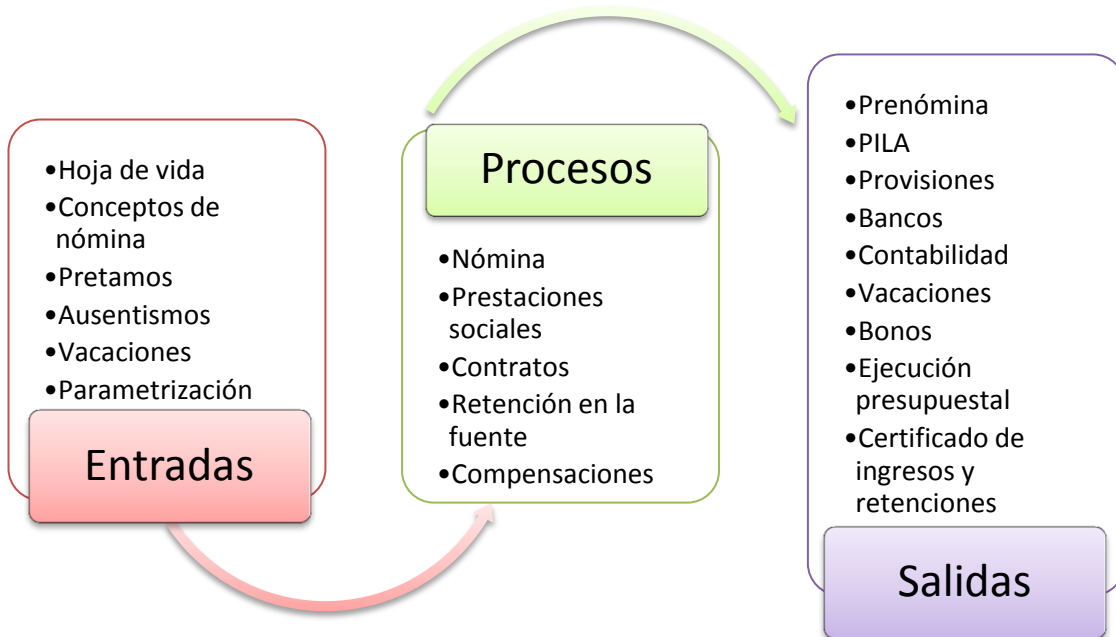 •Hoja de vida
•Conceptos de
nómina
•Pretamos
•Ausentismos
•Vacaciones
•Parametrización
Entradas
Procesos
•Nómina
•Prestaciones
sociales
•Contratos
•Retención en la
fuente
•Compensaciones
•Prenómina
•PILA
•Provisiones
•Bancos
•Contabilidad
•Vacaciones
•Bonos
•Ejecución
presupuestal
•Certificado de
ingresos y
retenciones
Salidas